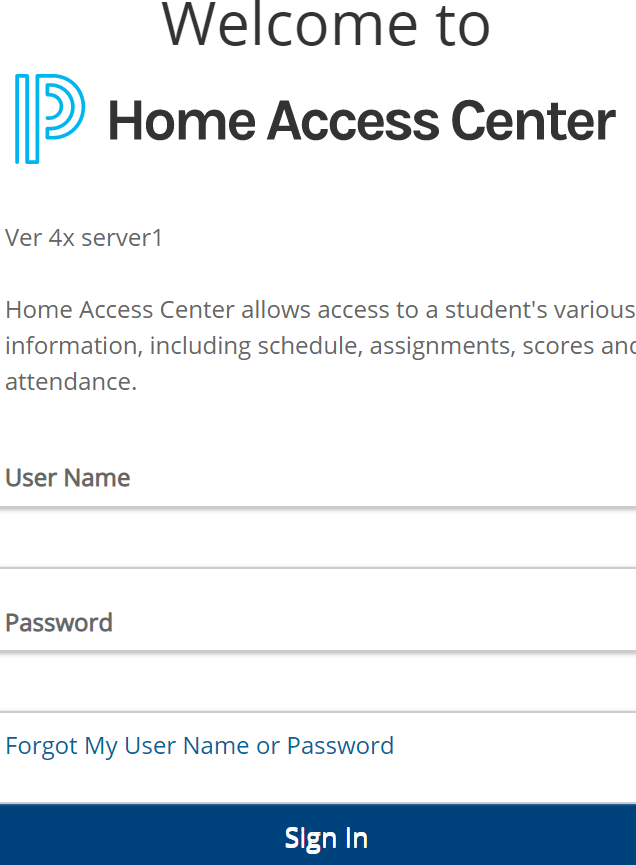 Welcome to
Home Access Center
Ver 4x server1
Home Access Center allows access to a student's various
information, including schedule, assignments, scores and
attendance.
User Name
Password
Forgot My User Name or Password
SIgn In